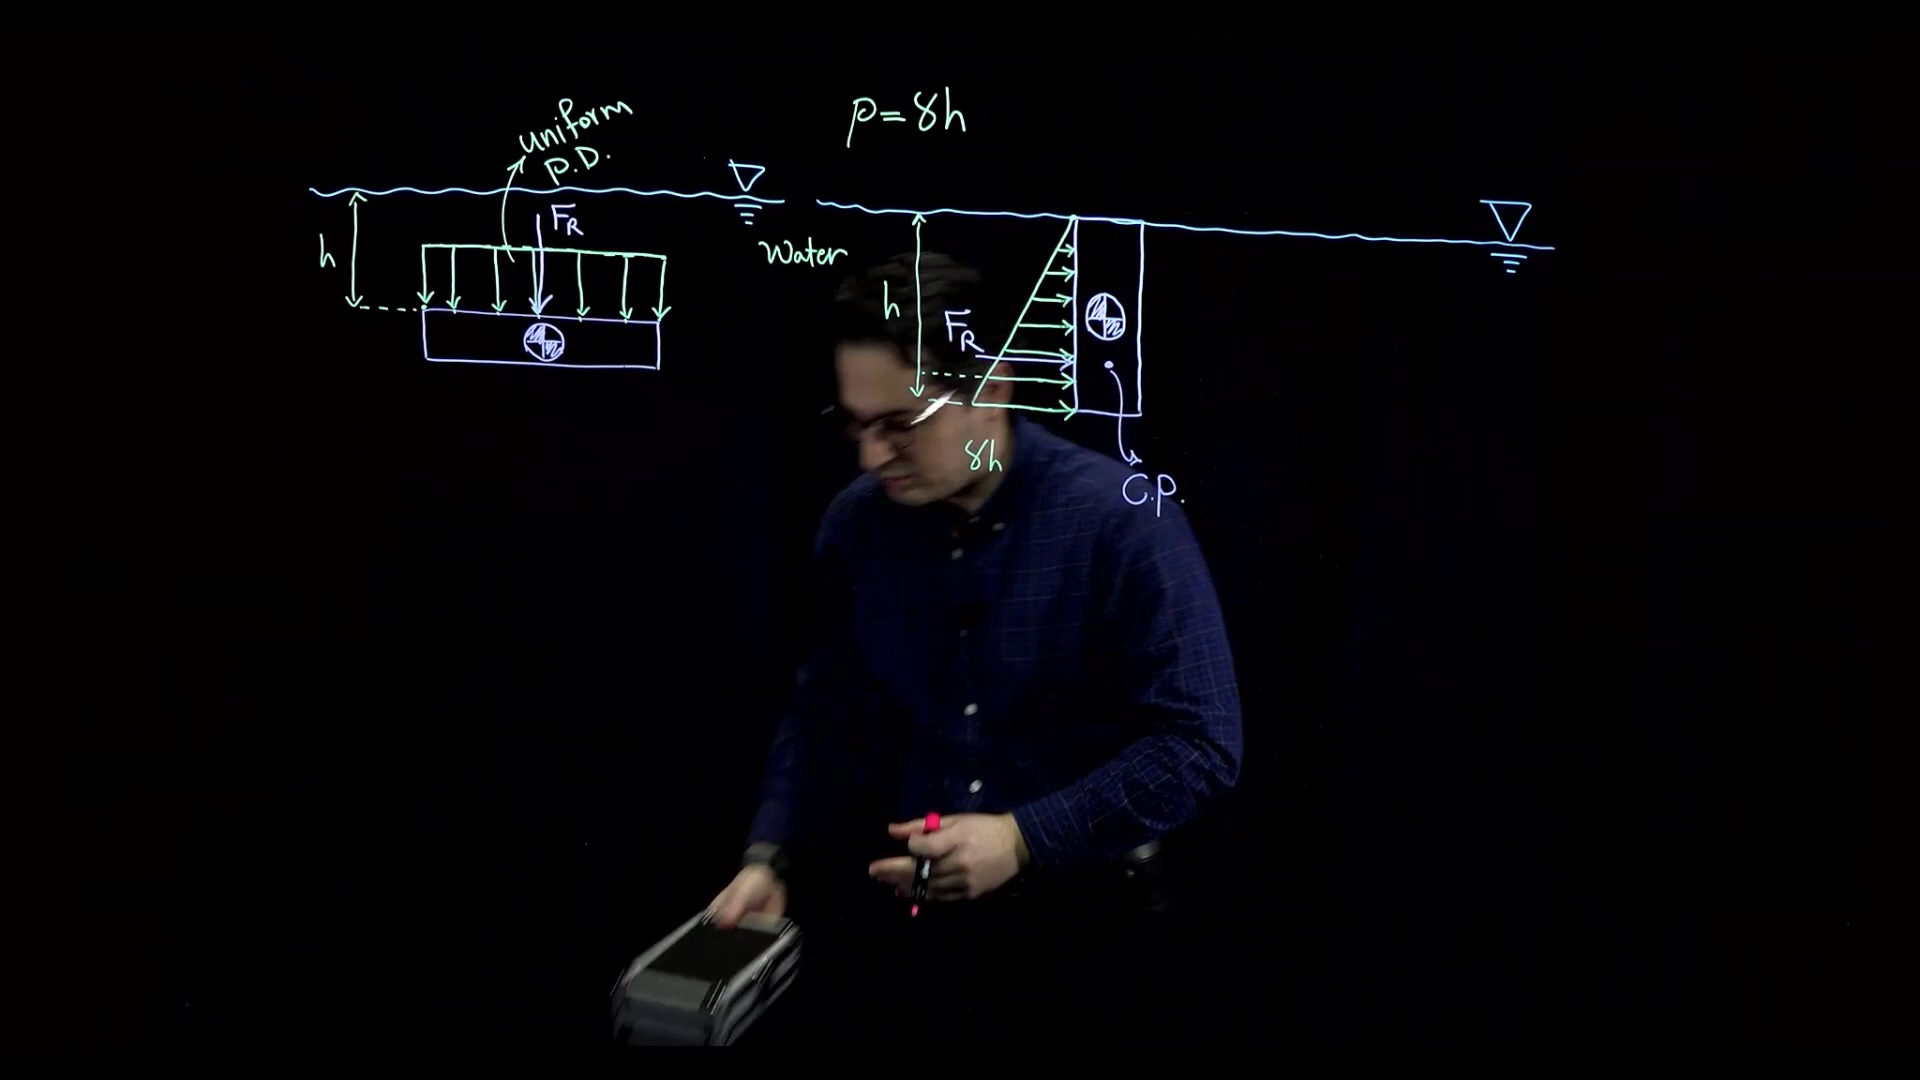 uniform
P.D.
p=γh
F_R
h
Water
h
F_R
γh
C.P.